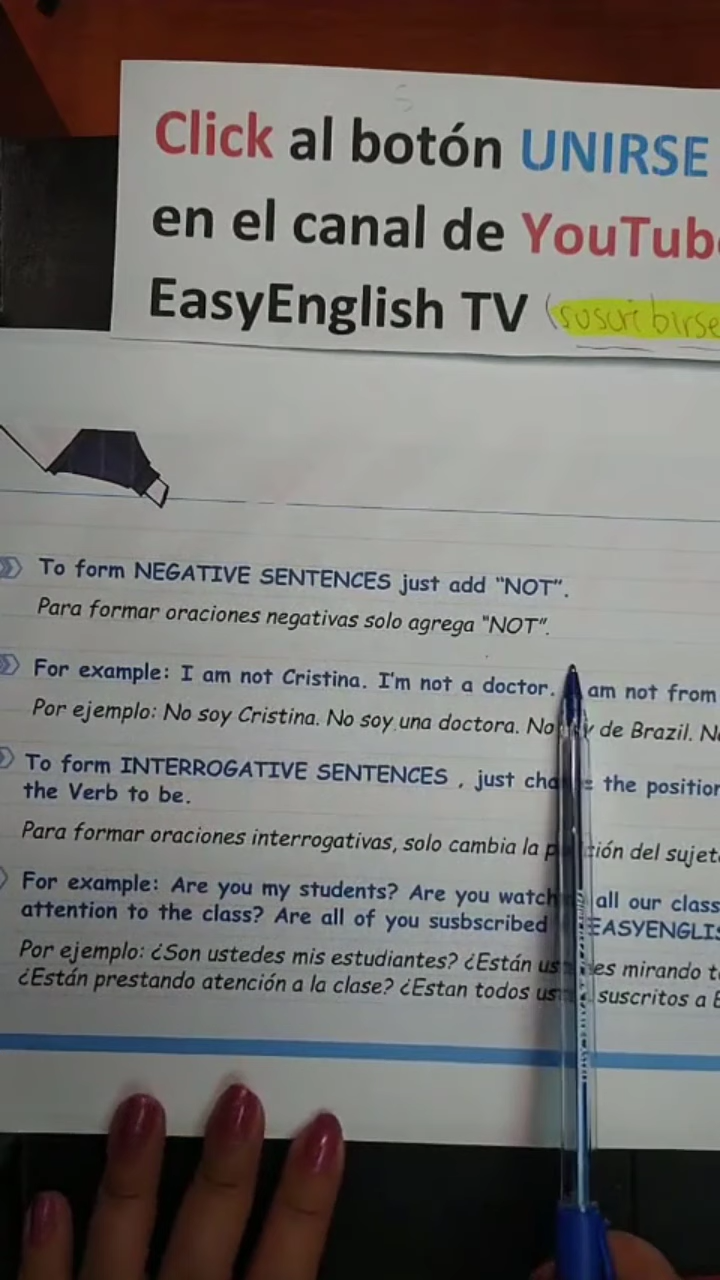 Click al botón UNIRSE
en el canal de YouTube
EasyEnglish TV (suscribirse
To form NEGATIVE SENTENCES just add "NOT".
Para formar oraciones negativas solo agrega "NOT".
For example: I am not Cristina. I'm not a doctor. am not from
Por ejemplo: No soy Cristina. No soy una doctora. No de Brazil.
To form INTERROGATIVE SENTENCES , just the position
the Verb to be.
Para formar oraciones interrogativas, solo cambia la del
For example: Are you my students? Are you all our
attention to the class? Are all of you susbscribed
Por ejemplo: ¿Son ustedes mis estudiantes? ¿Están mirando
¿Están prestando atención a la clase? ¿Estan todos suscritos a